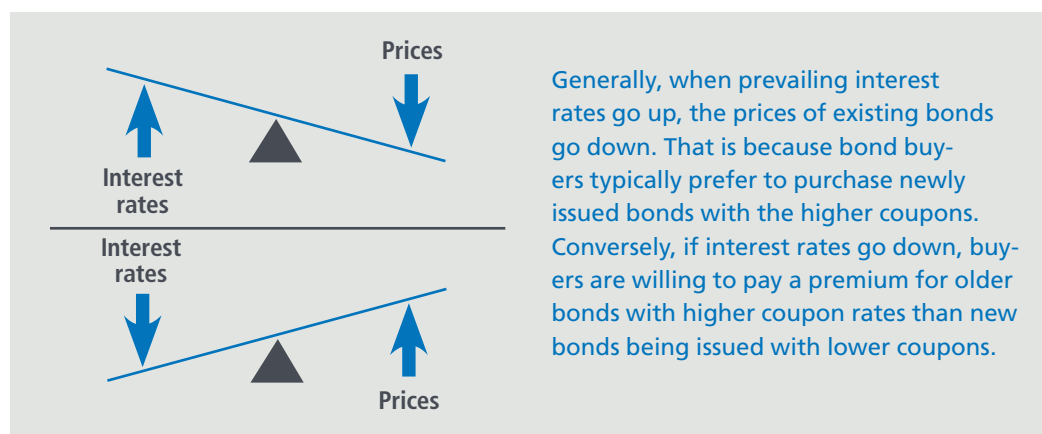 Prices
Interest
rates
Interest
rates
Prices
Generally, when prevailing interest
rates go up, the prices of existing bonds
go down. That is because bond buy-
ers typically prefer to purchase newly
issued bonds with the higher coupons.
Conversely, if interest rates go down, buy-
ers are willing to pay a premium for older
bonds with higher coupon rates than new
bonds being issued with lower coupons.